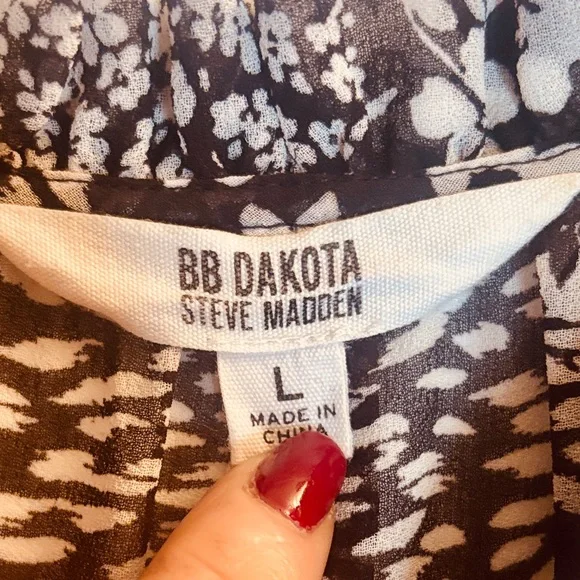 BB DAKOTA
STEVE MADDEN
L
MADE IN
CHINA